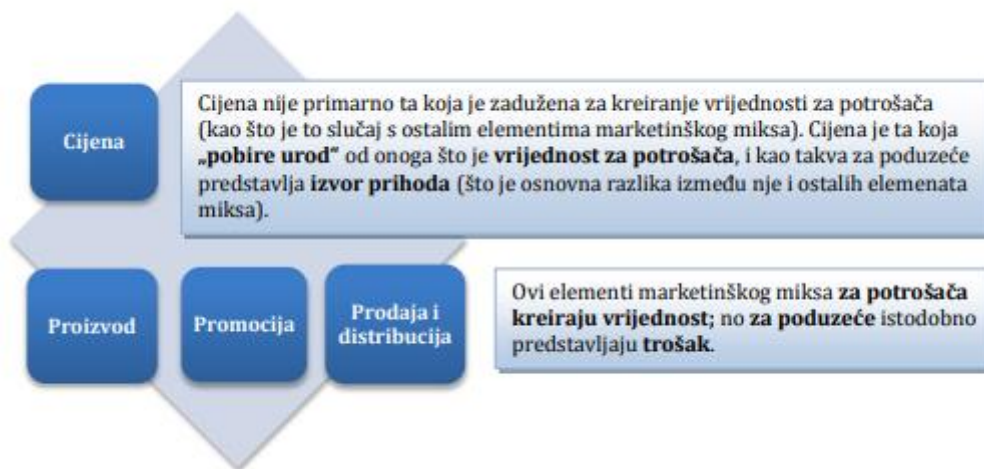 Cijena
Cijena nije primarno ta koja je zadužena za kreiranje vrijednosti za potrošača
(kao što je to slučaj s ostalim elementima marketinškog miksa). Cijena je ta koja
„pobire urod“ od onoga što je vrijednost za potrošača, i kao takva za poduzeće
predstavlja izvor prihoda (što je osnovna razlika između nje i ostalih elemenata
miksa).
Proizvod
Promocija
Prodaja i
distribucija
Ovi elementi marketinškog miksa za potrošača
kreiraju vrijednost; no za poduzeće istodobno
predstavljaju trošak.